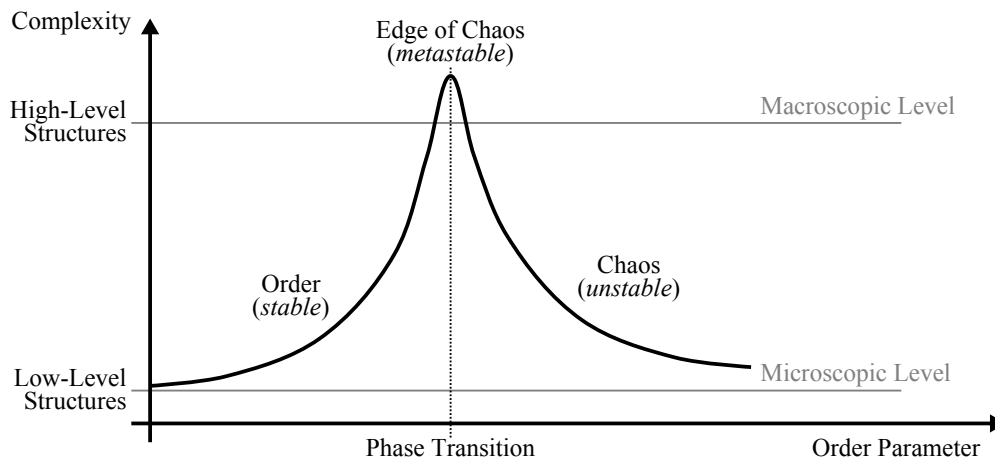 Complexity
Edge of Chaos
(metastable)
High-Level
Structures
Macroscopic Level
Order
(stable)
Chaos
(unstable)
Low-Level
Structures
Microscopic Level
Phase Transition
Order Parameter